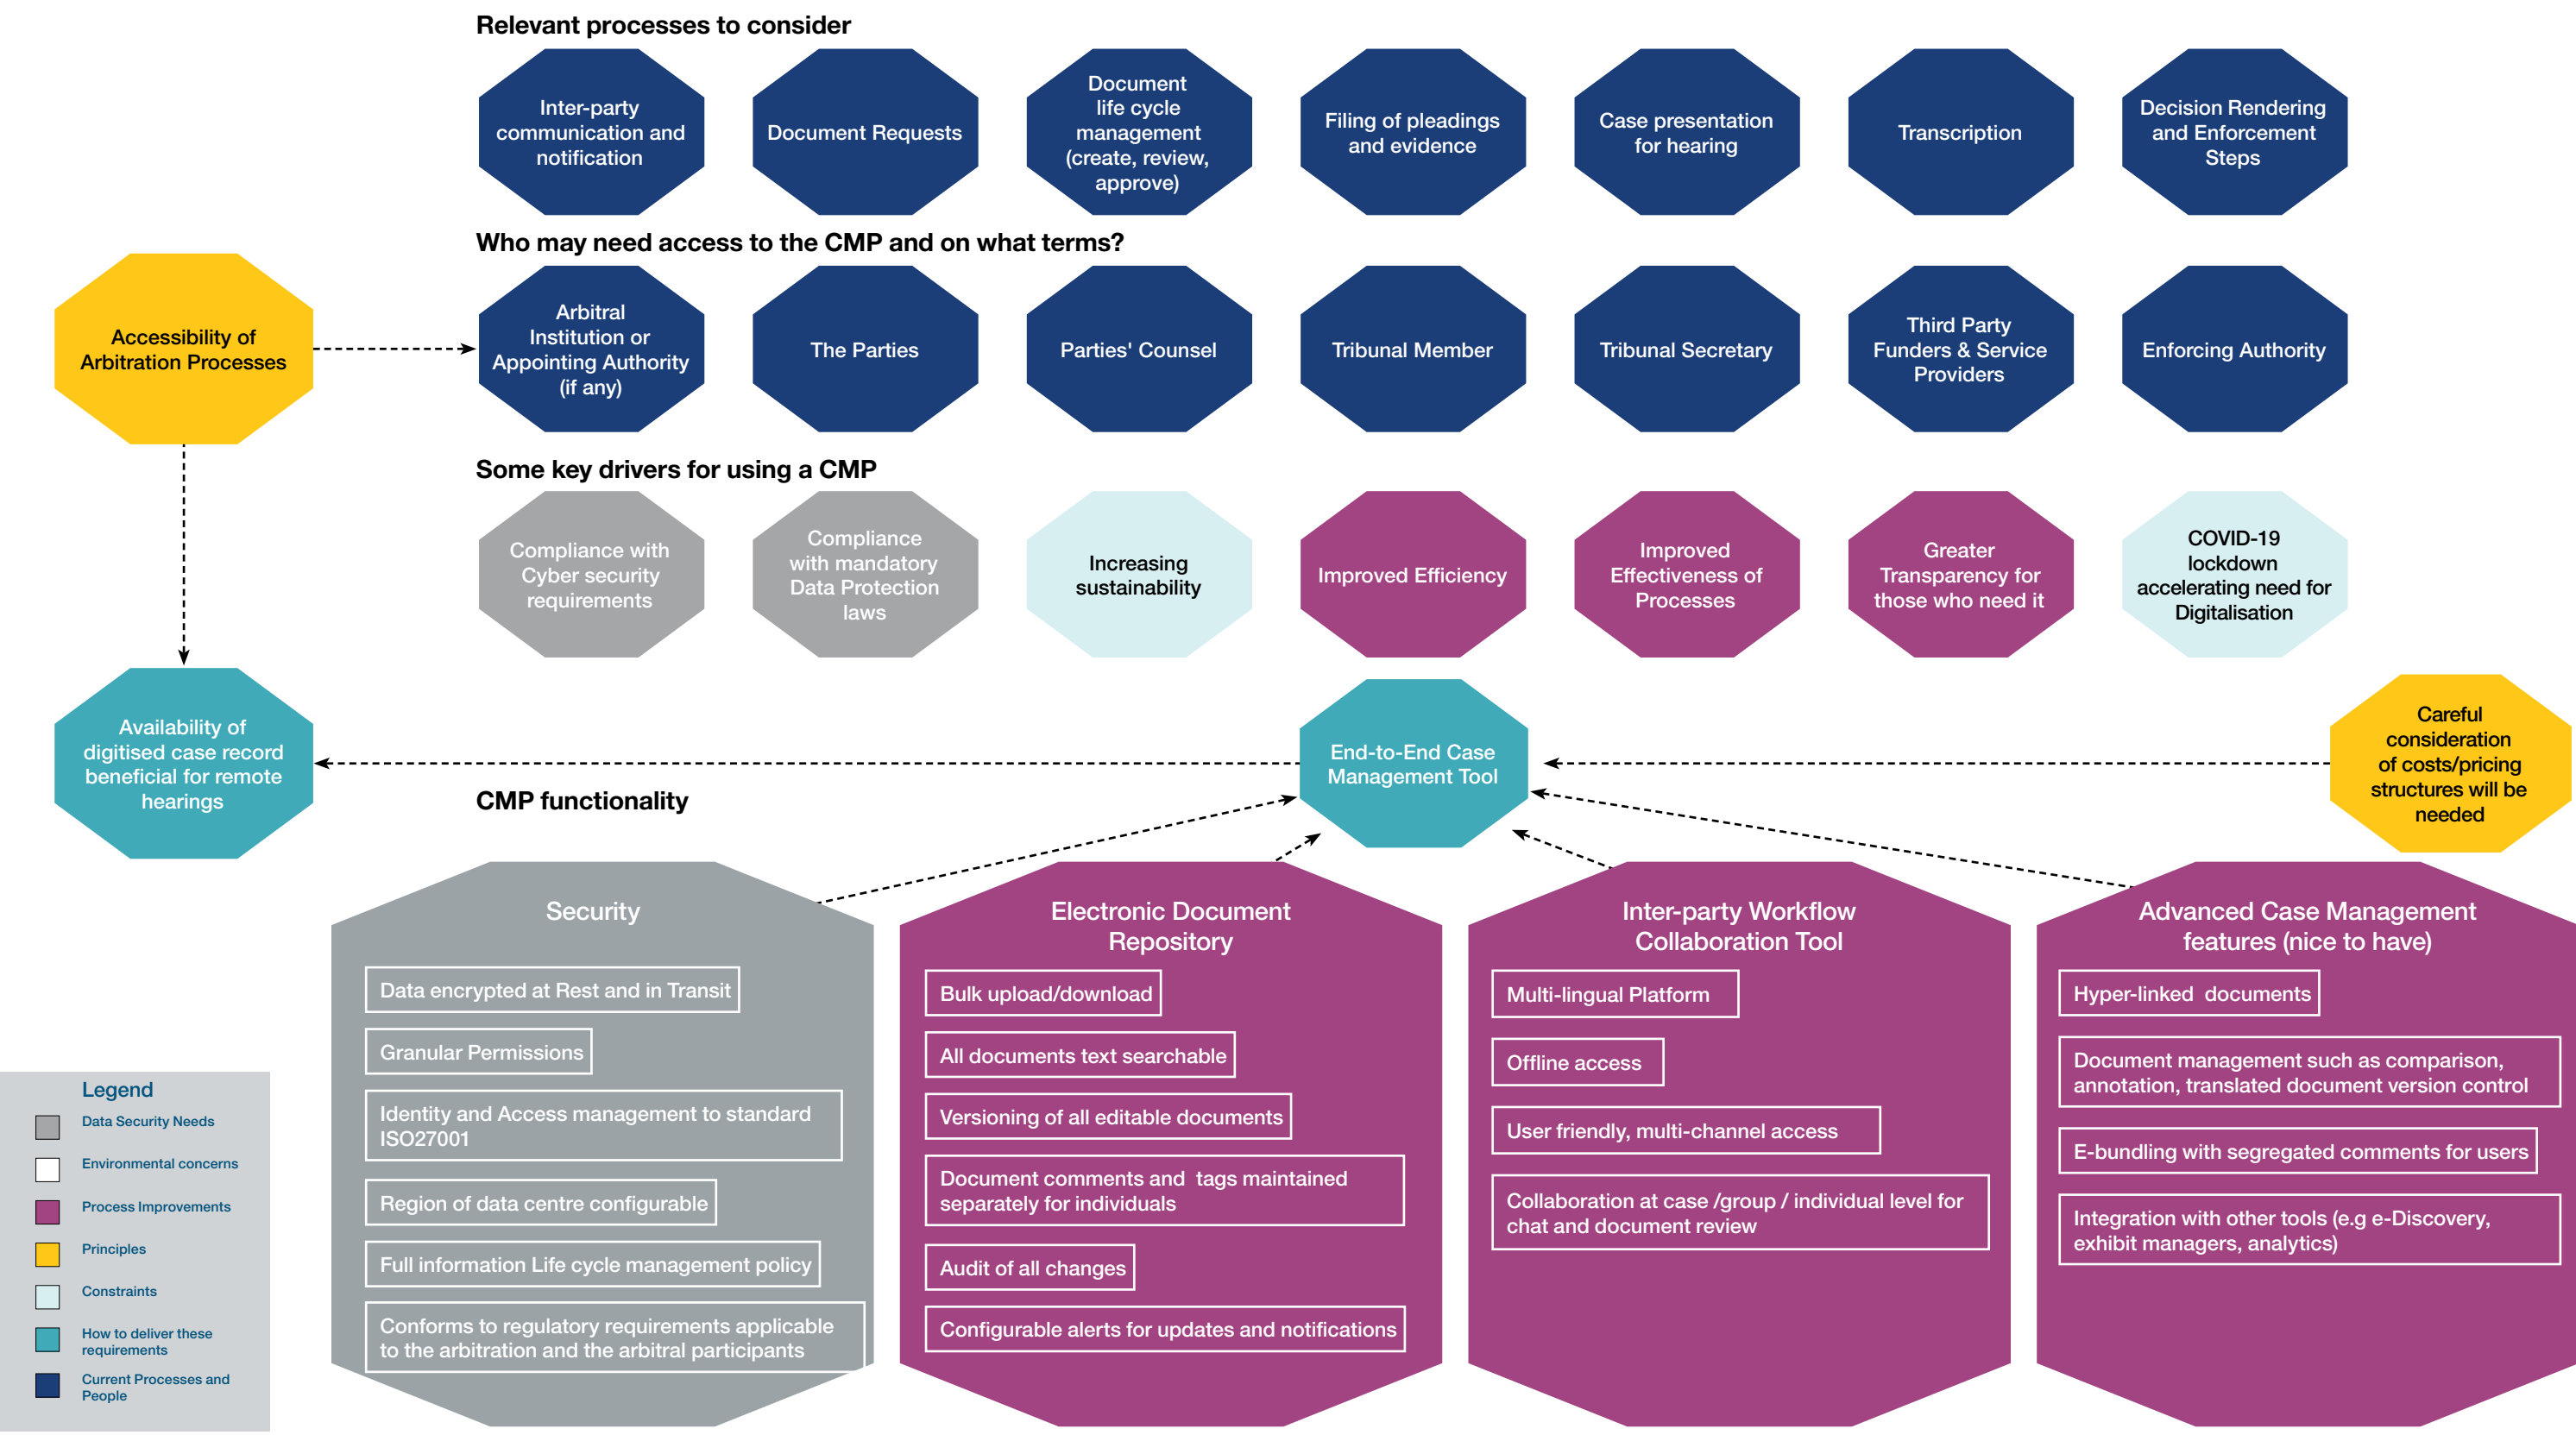 Relevant processes to consider
Inter-party
communication and
notification
Document Requests
Document
life cycle
management
(create, review,
approve)
Filing of pleadings
and evidence
Case presentation
for hearing
Transcription
Decision Rendering
and Enforcement
Steps
Who may need access to the CMP and on what terms?
Accessibility of
Arbitration Processes
Arbitral
Institution or
Appointing Authority
(if any)
The Parties
Parties' Counsel
Tribunal Member
Tribunal Secretary
Third Party
Funders & Service
Providers
Enforcing Authority
Some key drivers for using a CMP
Compliance with
Cyber security
requirements
Compliance
with mandatory
Data Protection
laws
Increasing
sustainability
Improved Efficiency
Improved
Effectiveness of
Processes
Greater
Transparency for
those who need it
COVID-19
lockdown
accelerating need for
Digitalisation
Availability of
digitised case record
beneficial for remote
hearings
End-to-End Case
Management Tool
Careful
consideration
of costs/pricing
structures will be
needed
CMP functionality
Security
Data encrypted at Rest and in Transit
Granular Permissions
Identity and Access management to standard
ISO27001
Region of data centre configurable
Full information Life cycle management policy
Conforms to regulatory requirements applicable
to the arbitration and the arbitral participants
Electronic Document
Repository
Bulk upload/download
All documents text searchable
Versioning of all editable documents
Document comments and  tags maintained
separately for individuals
Audit of all changes
Configurable alerts for updates and notifications
Inter-party Workflow
Collaboration Tool
Multi-lingual Platform
Offline access
User friendly, multi-channel access
Collaboration at case /group / individual level for
chat and document review
Advanced Case Management
features (nice to have)
Hyper-linked  documents
Document management such as comparison,
annotation, translated document version control
E-bundling with segregated comments for users
Integration with other tools (e.g e-Discovery,
exhibit managers, analytics)
Legend
Data Security Needs
Environmental concerns
Process Improvements
Principles
Constraints
How to deliver these
requirements
Current Processes and
People